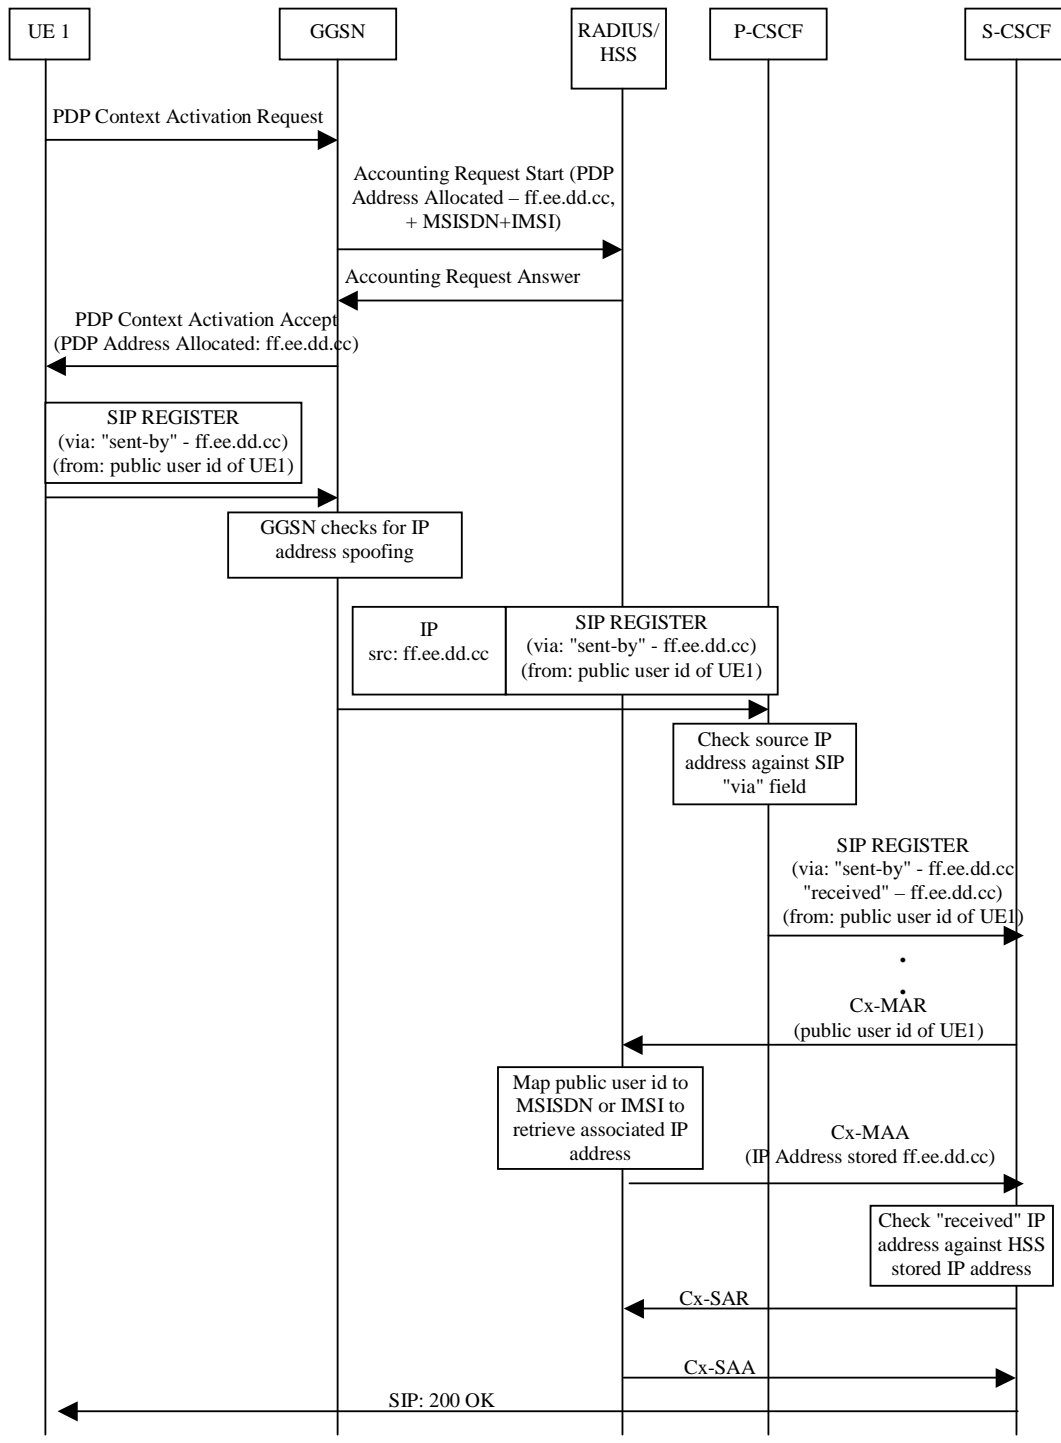 UE 1
GGSN
RADIUS/
HSS
P-CSCF
S-CSCF
PDP Context Activation Request
Accounting Request Start (PDP
Address Allocated – ff.ee.dd.cc,
+ MSISDN+IMSI)
Accounting Request Answer
PDP Context Activation Accept
(PDP Address Allocated: ff.ee.dd.cc)
SIP REGISTER
(via: "sent-by" - ff.ee.dd.cc)
(from: public user id of UE1)
GGSN checks for IP
address spoofing
IP
src: ff.ee.dd.cc
SIP REGISTER
(via: "sent-by" - ff.ee.dd.cc)
(from: public user id of UE1)
Check source IP
address against SIP
"via" field
SIP REGISTER
(via: "sent-by" - ff.ee.dd.cc
"received" – ff.ee.dd.cc)
(from: public user id of UE1)
.
.
Cx-MAR
(public user id of UE1)
Map public user id to
MSISDN or IMSI to
retrieve associated IP
address
Cx-MAA
(IP Address stored ff.ee.dd.cc)
Check "received" IP
address against HSS
stored IP address
Cx-SAR
Cx-SAA
SIP: 200 OK